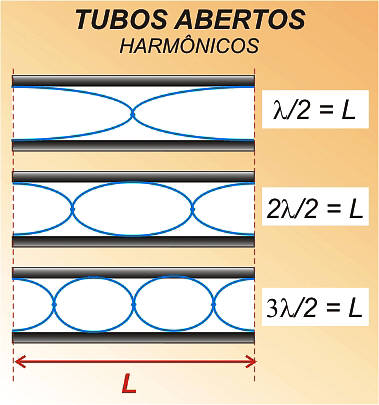 TUBOS ABERTOS
HARMÔNICOS
λ/2 = L
2λ/2 = L
3λ/2 = L
L